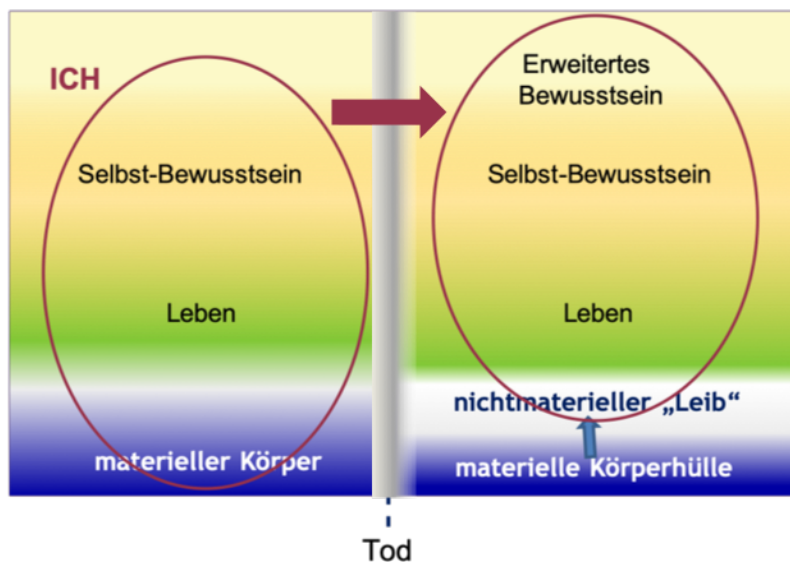 ICH
Selbst-Bewusstsein
Leben
materieller Körper
Erweitertes
Bewusstsein
Selbst-Bewusstsein
Leben
nichtmaterieller „Leib“
materielle Körperhülle
Tod